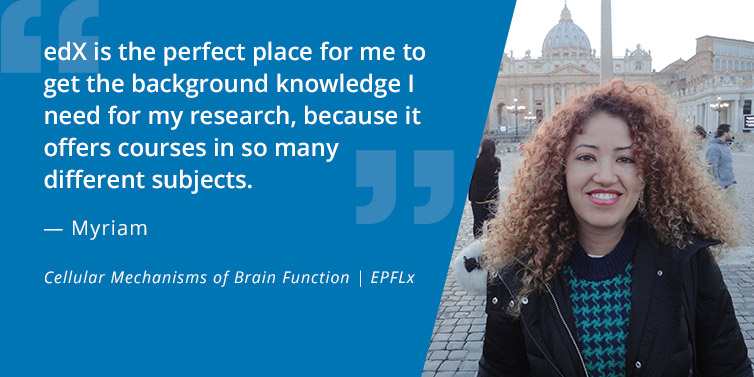 edX is the perfect place for me to
get the background knowledge I
need for my research, because it
offers courses in so many
different subjects.
— Myriam
Cellular Mechanisms of Brain Function | EPFLx